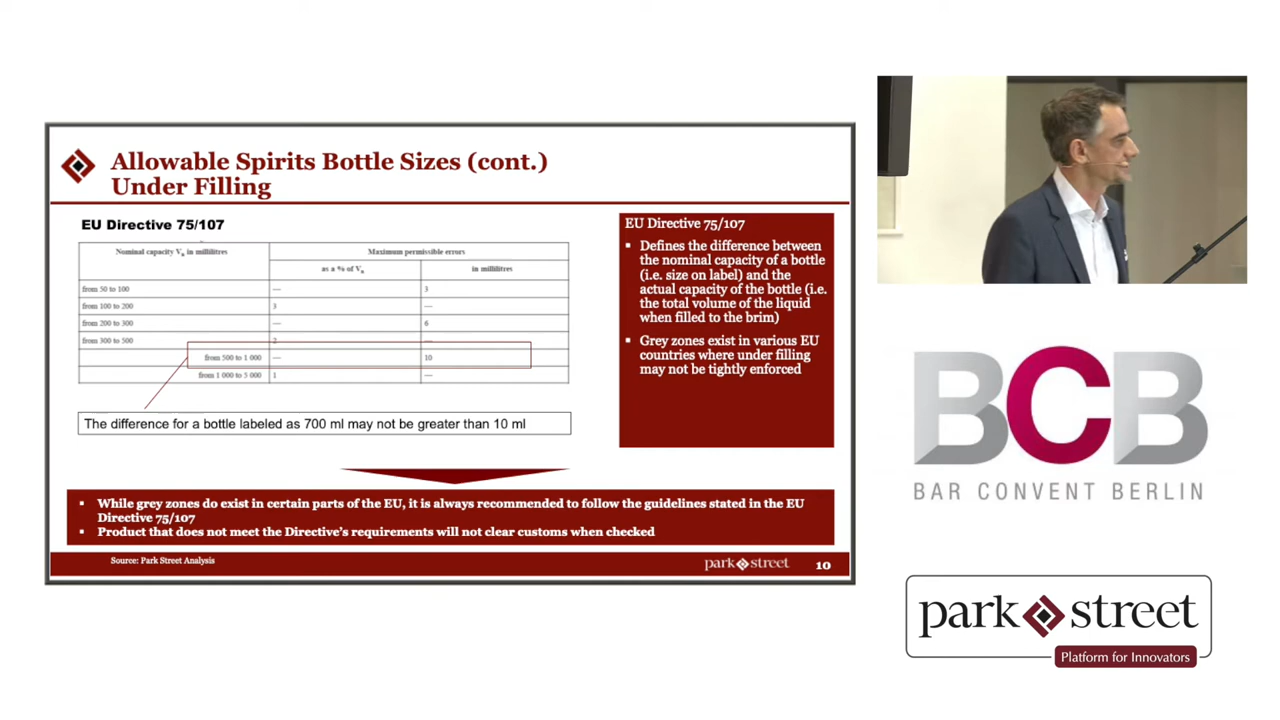 Allowable Spirits Bottle Sizes (cont.)
Under Filling
EU Directive 75/107
Nominal capacity Vn in millilitres
Maximum permissible errors
as a % of Vn
in millilitres
from 50 to 100 — 3
from 100 to 200 3 —
from 200 to 300 — 6
from 300 to 500 2 —
from 500 to 1 000 — 10
from 1 000 to 5 000 1 —
The difference for a bottle labeled as 700 ml may not be greater than 10 ml
EU Directive 75/107
▪ Defines the difference between
the nominal capacity of a bottle
(i.e. size on label) and the
actual capacity of the bottle (i.e.
the total volume of the liquid
when filled to the brim)
▪ Grey zones exist in various EU
countries where under filling
may not be tightly enforced
▪ While grey zones do exist in certain parts of the EU, it is always recommended to follow the guidelines stated in the EU
Directive 75/107
▪ Product that does not meet the Directive's requirements will not clear customs when checked
Source: Park Street Analysis
park street
10
BCB
BAR CONVENT BERLIN
park street
Platform for Innovators